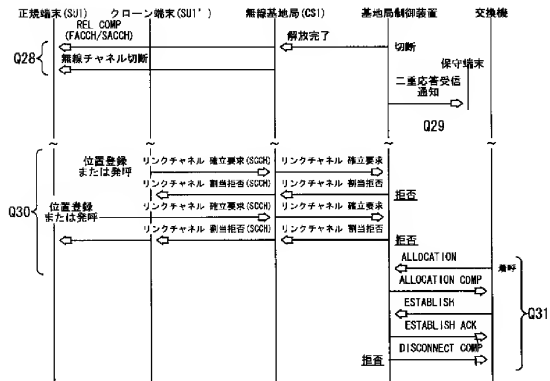 正規端末(SU1) クローン端末(SU1') 無線基地局(CS1) 基地局制御装置 交換機
REL COMP
(FACCH/SACCH)
解放完了
切断
Q28
無線チャネル切断
保守端末
二重応答受信
通知
Q29
位置登録
または発呼
リンクチャネル 確立要求(SCCH)
リンクチャネル 確立要求
リンクチャネル 割当拒否(SCCH)
リンクチャネル 割当拒否
拒否
Q30
位置登録
または発呼
リンクチャネル 確立要求(SCCH)
リンクチャネル 確立要求
リンクチャネル 割当拒否(SCCH)
リンクチャネル 割当拒否
拒否
ALLOCATION
着呼
ALLOCATION COMP
ESTABLISH
Q31
ESTABLISH ACK
DISCONNECT COMP
拒否